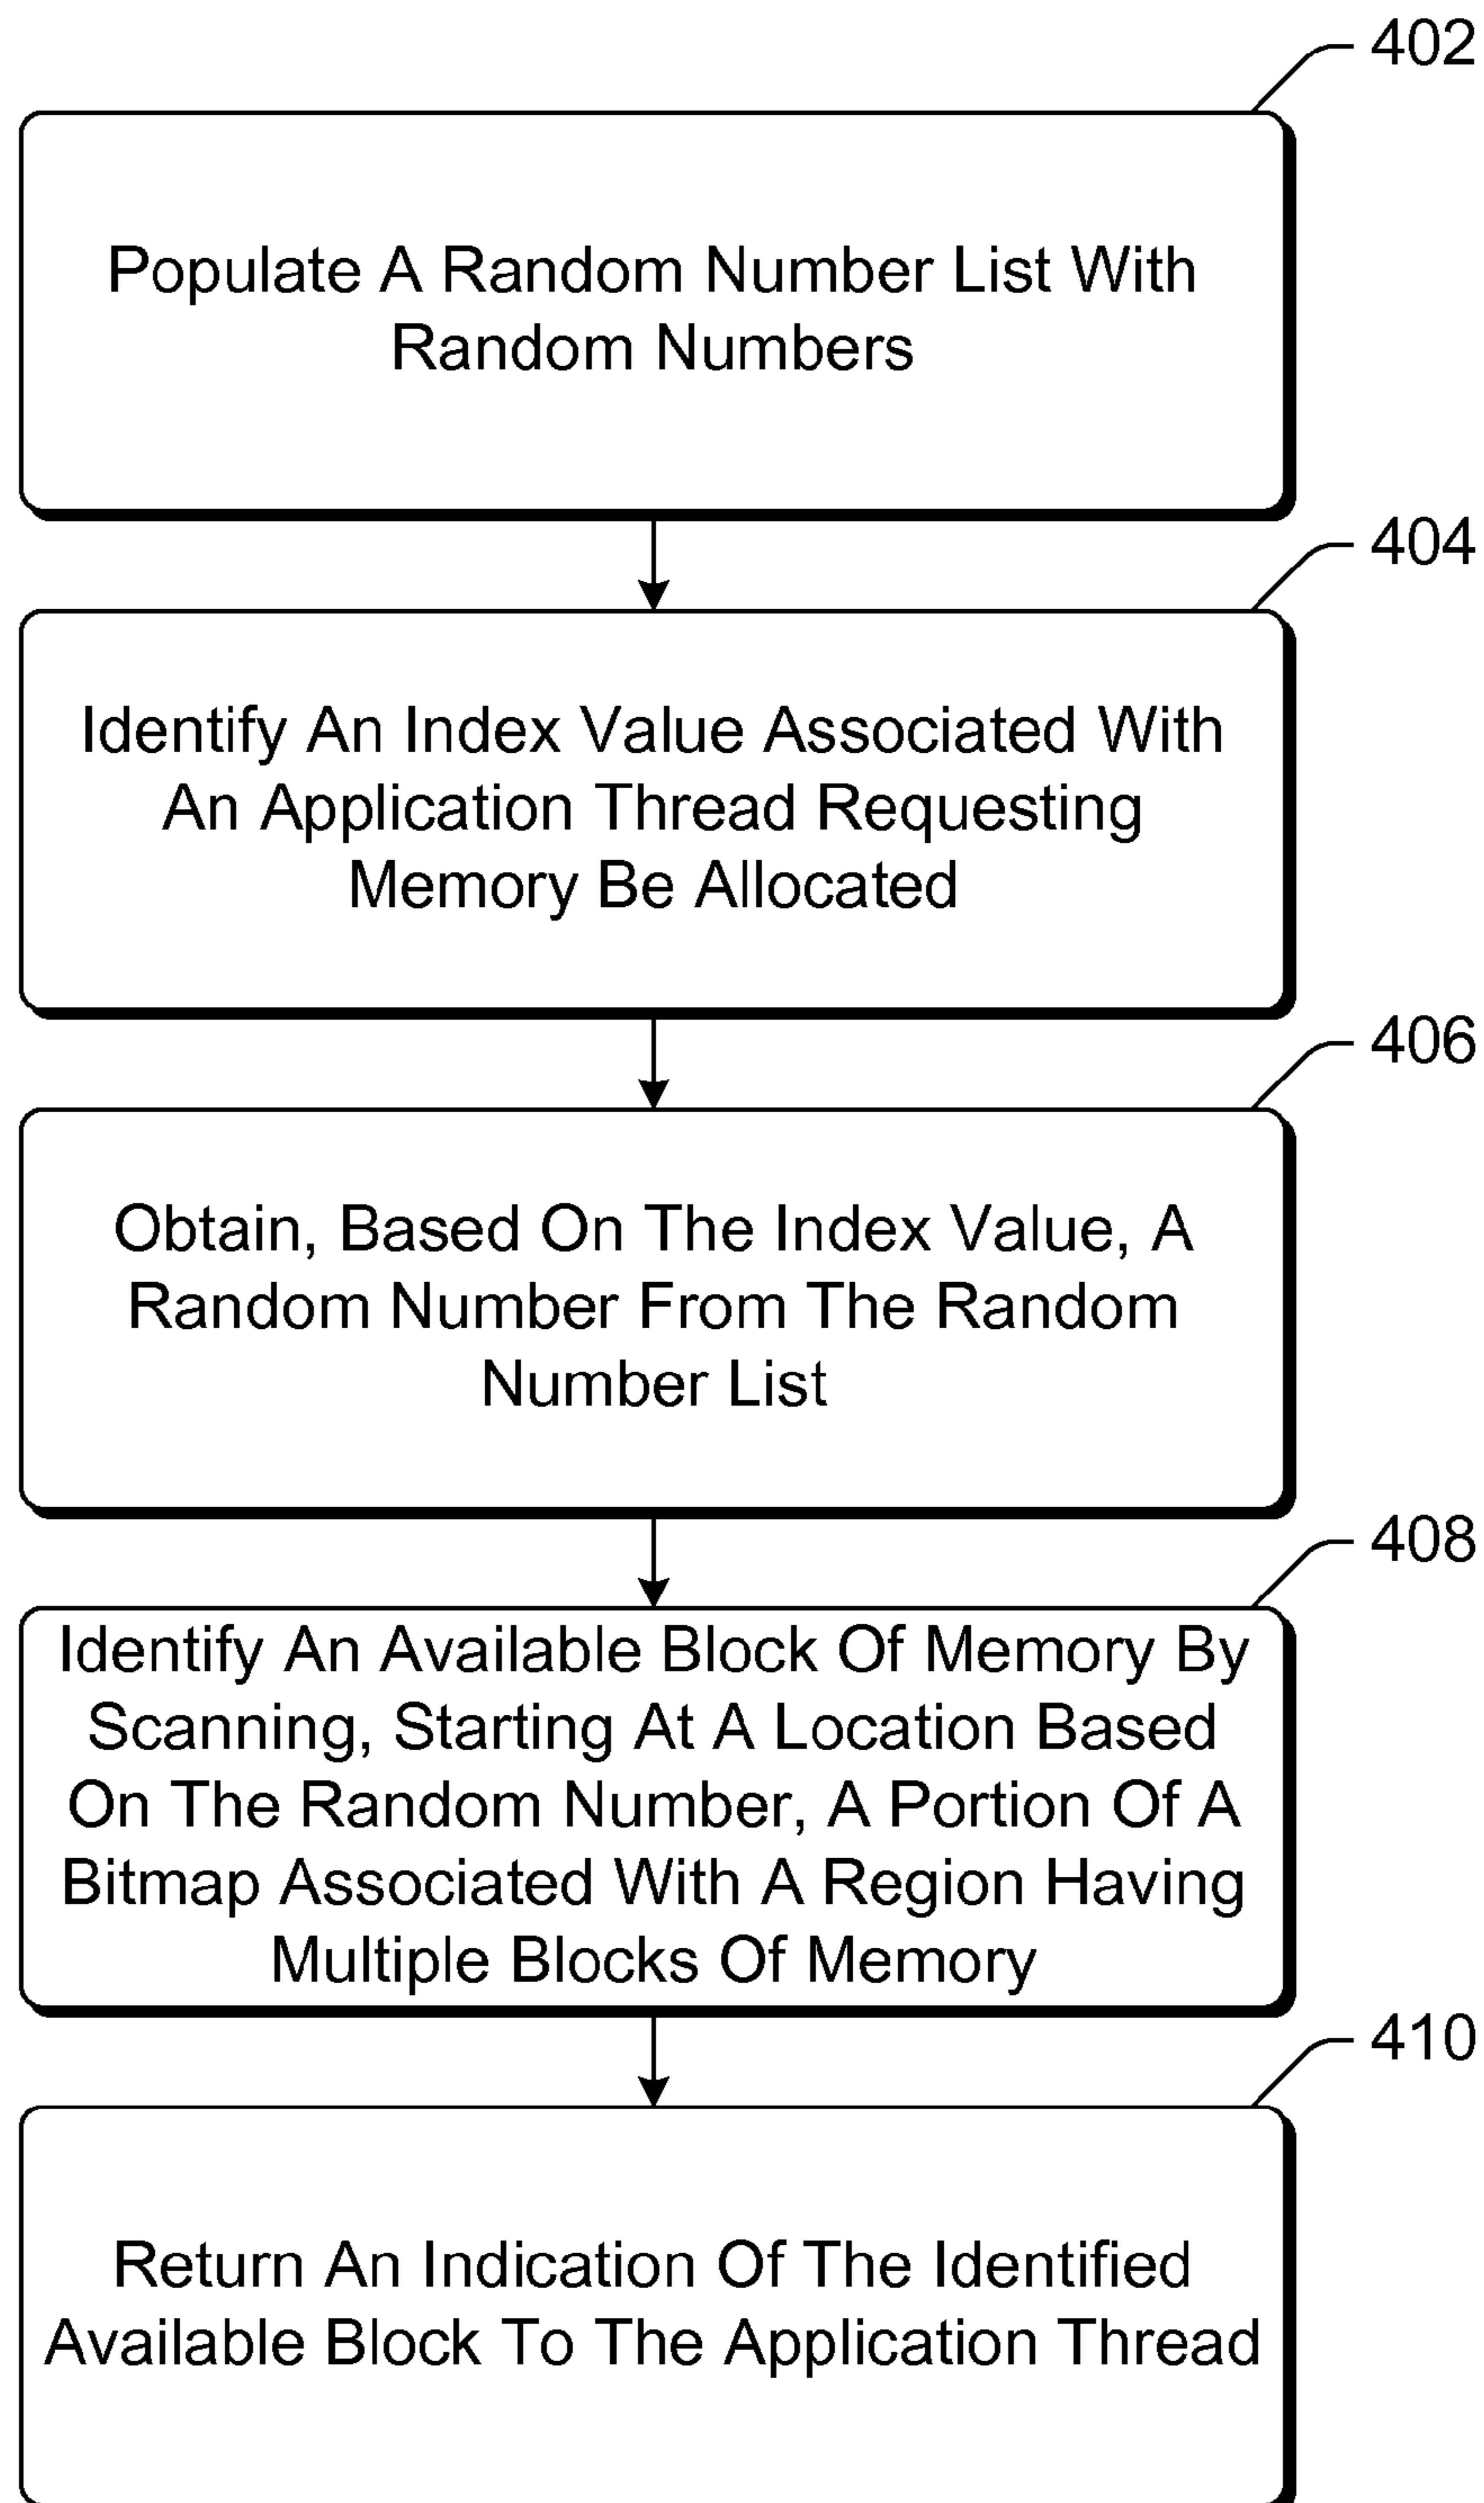 402
Populate A Random Number List With
Random Numbers
404
Identify An Index Value Associated With
An Application Thread Requesting
Memory Be Allocated
406
Obtain, Based On The Index Value, A
Random Number From The Random
Number List
408
Identify An Available Block Of Memory By
Scanning, Starting At A Location Based
On The Random Number, A Portion Of A
Bitmap Associated With A Region Having
Multiple Blocks Of Memory
410
Return An Indication Of The Identified
Available Block To The Application Thread